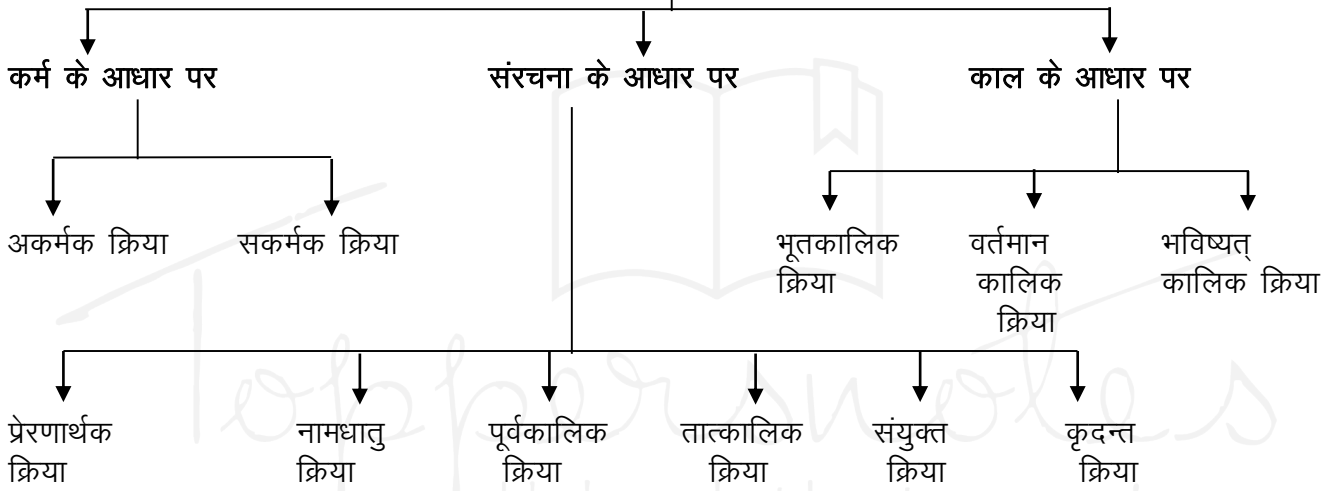 कर्म के आधार पर संरचना के आधार पर काल के आधार पर
अकर्मक क्रिया सकर्मक क्रिया भूतकालिक वर्तमान भविष्यत्
क्रिया कालिक कालिक क्रिया
क्रिया
प्रेरणार्थक नामधातु पूर्वकालिक तात्कालिक संयुक्त कृदन्त
क्रिया क्रिया क्रिया क्रिया क्रिया क्रिया
Toppersnotes